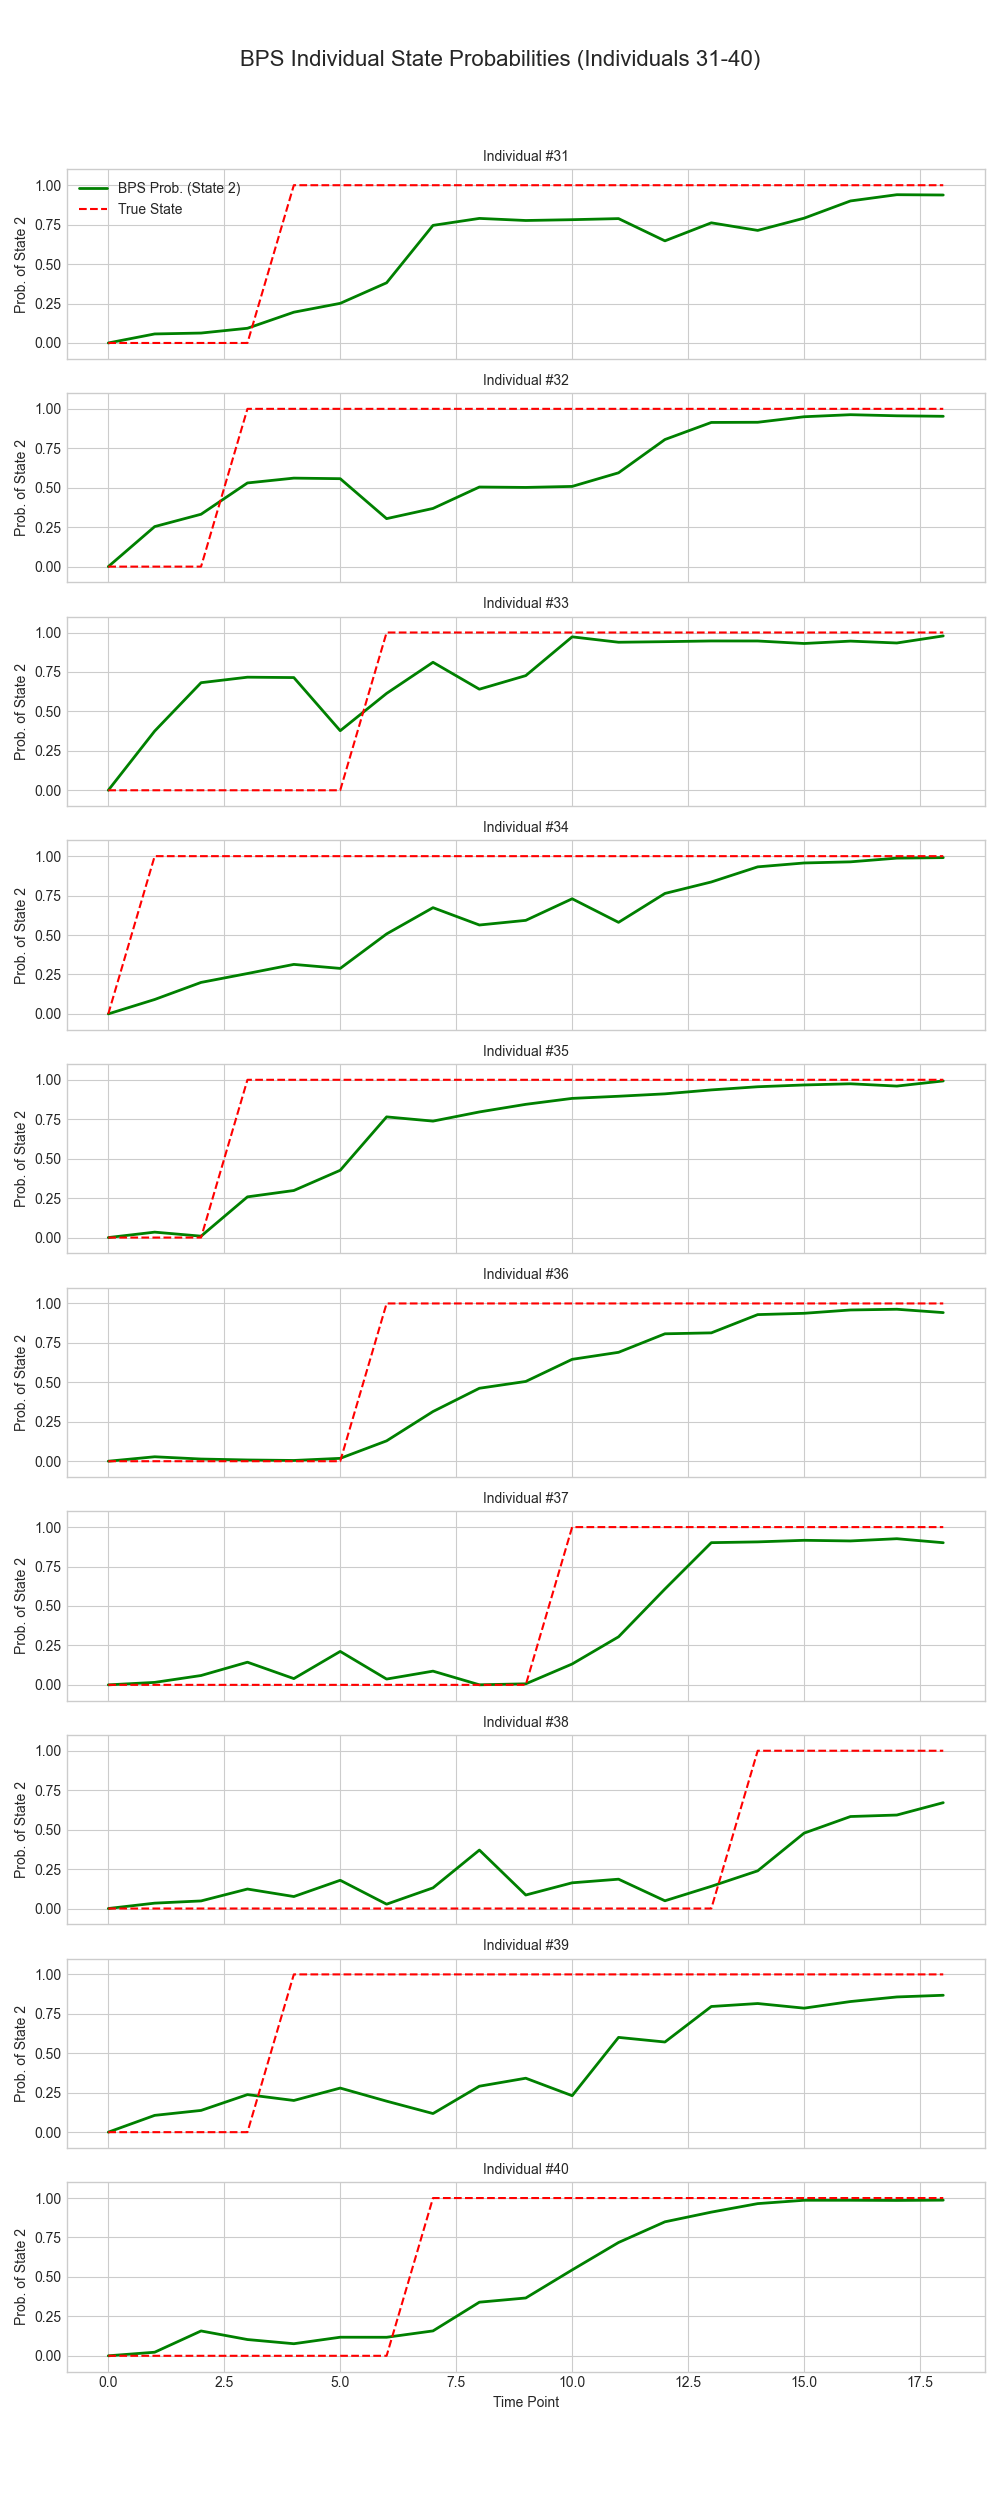 BPS Individual State Probabilities (Individuals 31-40)
Individual #31
BPS Prob. (State 2)
True State
1.00
0.75
0.50
0.25
0.00
Prob. of State 2
Individual #32
1.00
0.75
0.50
0.25
0.00
Prob. of State 2
Individual #33
1.00
0.75
0.50
0.25
0.00
Prob. of State 2
Individual #34
1.00
0.75
0.50
0.25
0.00
Prob. of State 2
Individual #35
1.00
0.75
0.50
0.25
0.00
Prob. of State 2
Individual #36
1.00
0.75
0.50
0.25
0.00
Prob. of State 2
Individual #37
1.00
0.75
0.50
0.25
0.00
Prob. of State 2
Individual #38
1.00
0.75
0.50
0.25
0.00
Prob. of State 2
Individual #39
1.00
0.75
0.50
0.25
0.00
Prob. of State 2
Individual #40
1.00
0.75
0.50
0.25
0.00
Prob. of State 2
0.0 2.5 5.0 7.5 10.0 12.5 15.0 17.5
Time Point